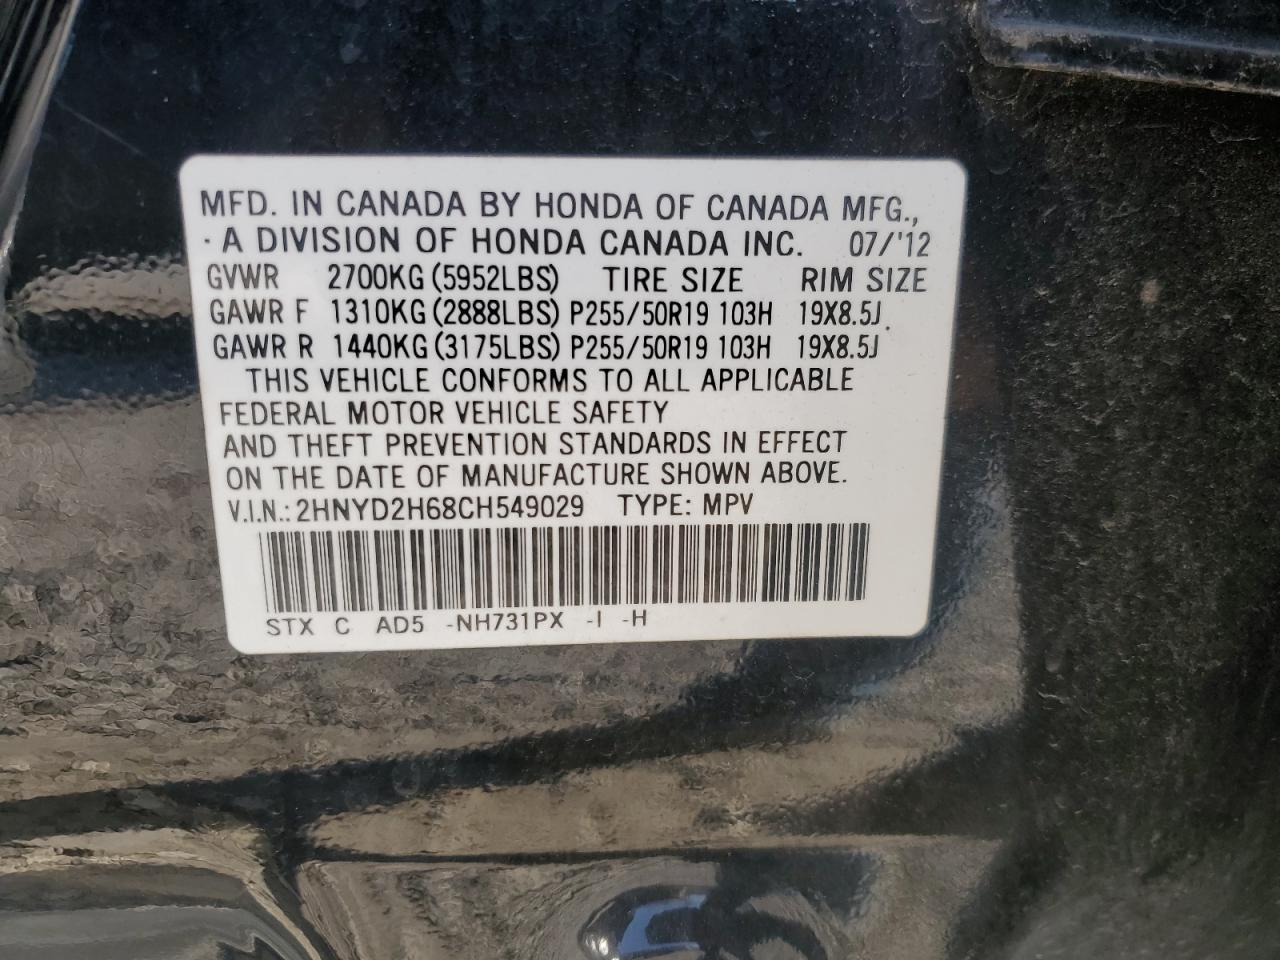 MFD. IN CANADA BY HONDA OF CANADA MFG.,
A DIVISION OF HONDA CANADA INC. 07/'12
GVWR 2700KG (5952LBS) TIRE SIZE RIM SIZE
GAWR F 1310KG (2888LBS) P255/50R19 103H 19X8.5J
GAWR R 1440KG (3175LBS) P255/50R19 103H 19X8.5J
THIS VEHICLE CONFORMS TO ALL APPLICABLE
FEDERAL MOTOR VEHICLE SAFETY
AND THEFT PREVENTION STANDARDS IN EFFECT
ON THE DATE OF MANUFACTURE SHOWN ABOVE.
V.I.N.: 2HNYD2H68CH549029 TYPE: MPV
STX C AD5 -NH731PX -I -H